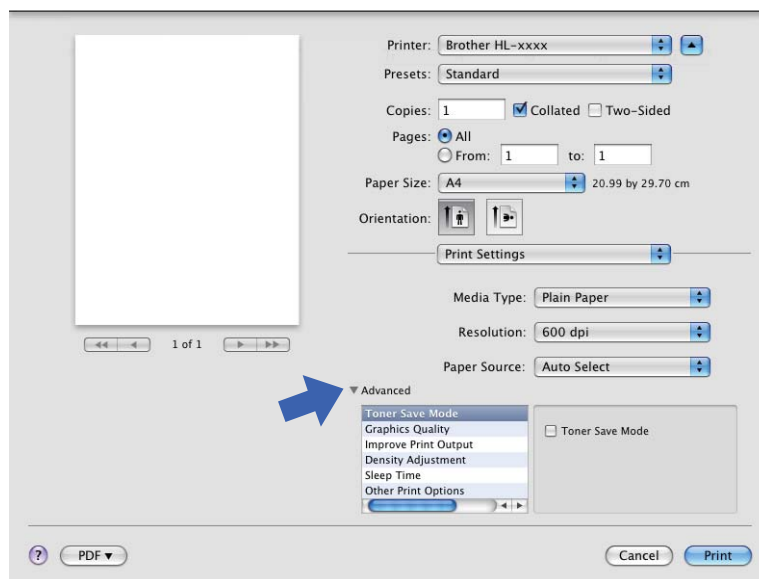 Printer: Brother HL-xxxx
Presets: Standard
Copies: 1 Collated Two-Sided
Pages: All
From: 1 to: 1
Paper Size: A4 20.99 by 29.70 cm
Orientation:
Print Settings
Media Type: Plain Paper
Resolution: 600 dpi
Paper Source: Auto Select
1 of 1
Advanced
Toner Save Mode
Graphics Quality
Improve Print Output
Density Adjustment
Sleep Time
Other Print Options
Toner Save Mode
? PDF Cancel Print